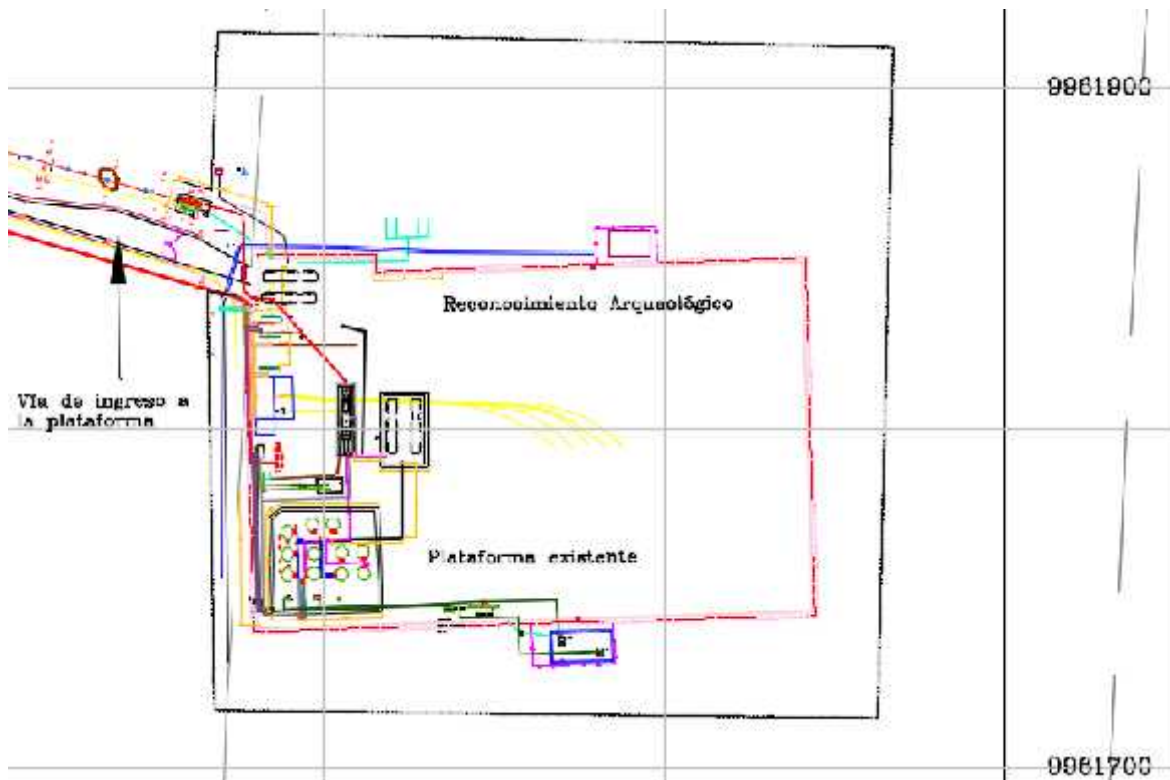 9961900
Reconocimiento Arqueológico
Vía de ingreso a
la plataforma
Plataforma existente
9961700